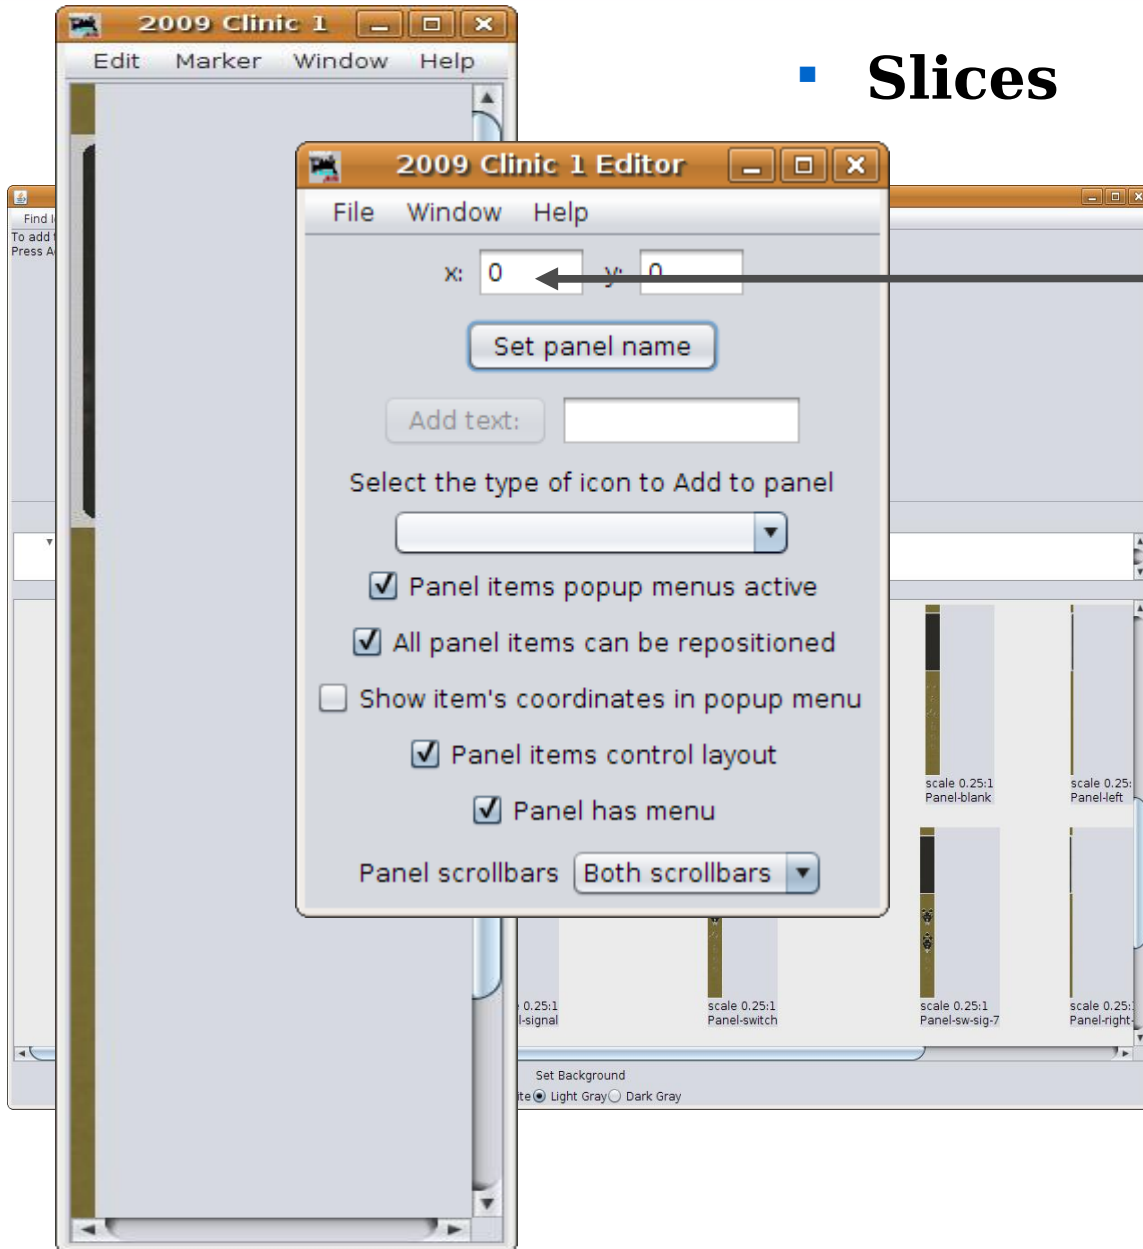 2009 Clinic 1
Edit Marker Window Help
▪ Slices
2009 Clinic 1 Editor
File Window Help
x: 0 y: 0
Set panel name
Add text:
Select the type of icon to Add to panel
Panel items popup menus active
All panel items can be repositioned
Show item's coordinates in popup menu
Panel items control layout
Panel has menu
Panel scrollbars Both scrollbars
Find
To add
Press
scale 0.25:1
Panel-blank
scale 0.25:
Panel-left
0.25:1
l-signal
scale 0.25:1
Panel-switch
scale 0.25:1
Panel-sw-sig-7
scale 0.25:
Panel-right-
Set Background
ite Light Gray Dark Gray